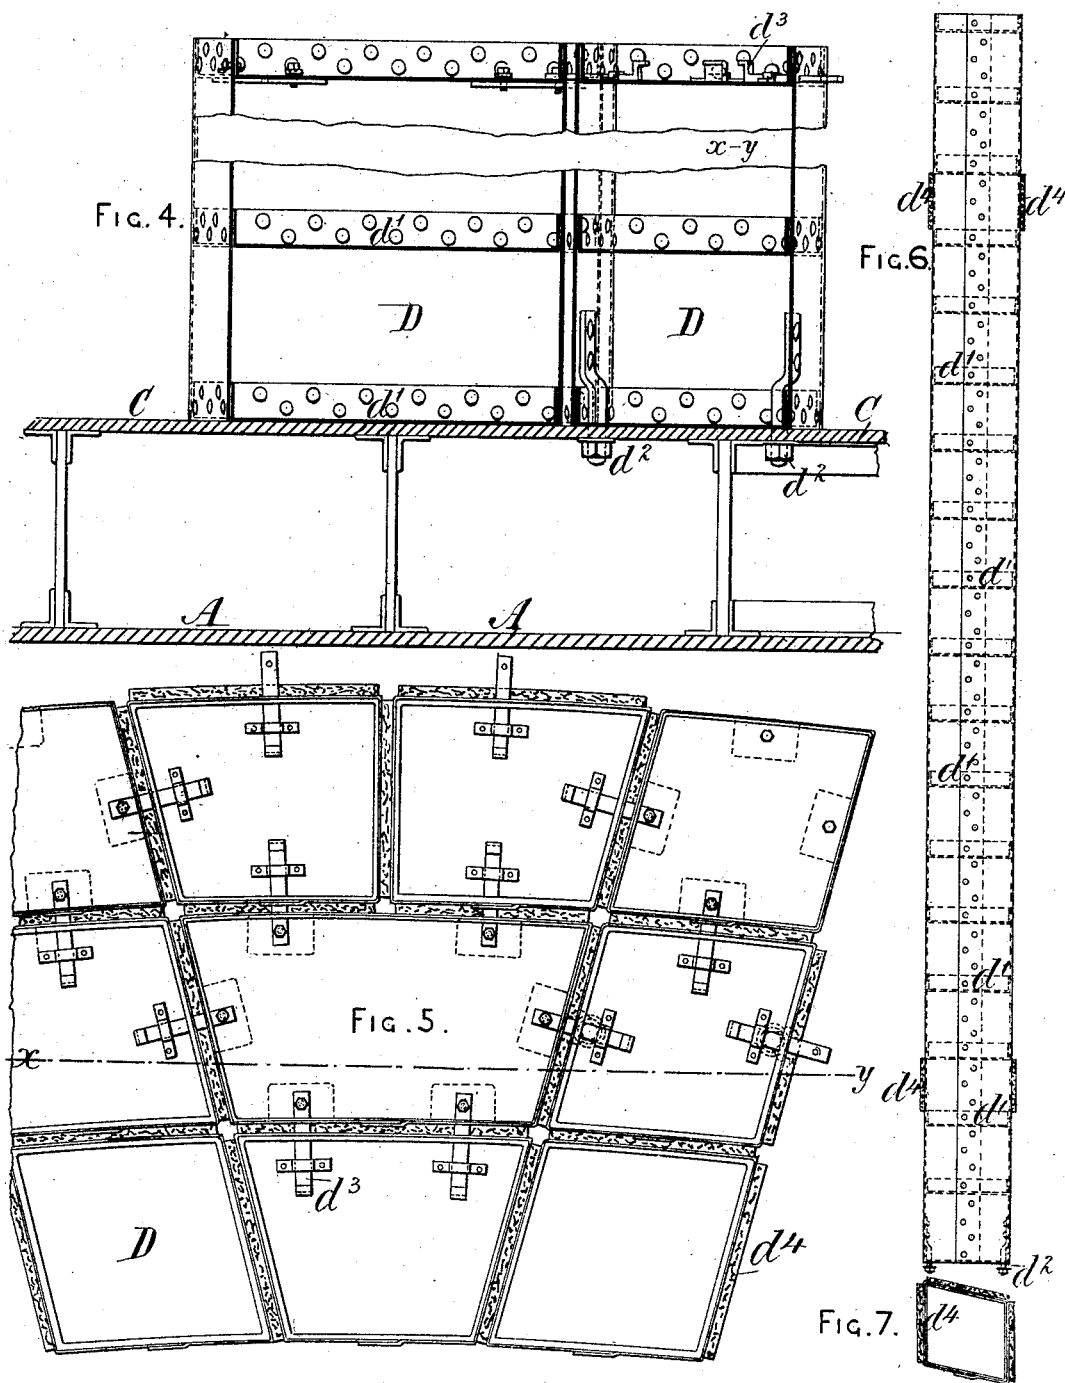 d³
x-y
FIG. 4.
d¹
D
D
C
d¹
C
d²
d²
A
A
d⁴
d⁴
FIG. 6.
d¹
d¹
d¹
d¹
d⁴
d¹
d²
FIG. 5.
x
y
d³
D
d⁴
FIG. 7.
d⁴